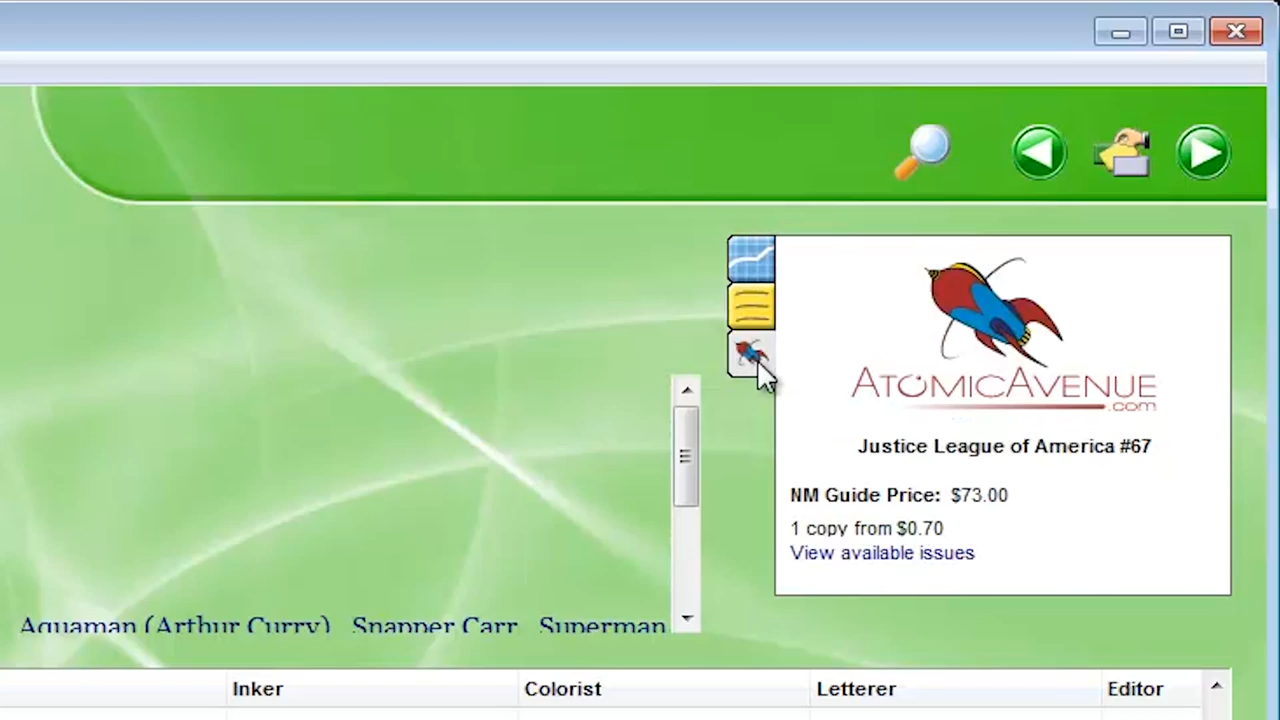 ATOMICAVENUE
.com
Justice League of America #67
NM Guide Price: $73.00
1 copy from $0.70
View available issues
Aquaman (Arthur Curry) Snapper Carr Superman
Inker Colorist Letterer Editor